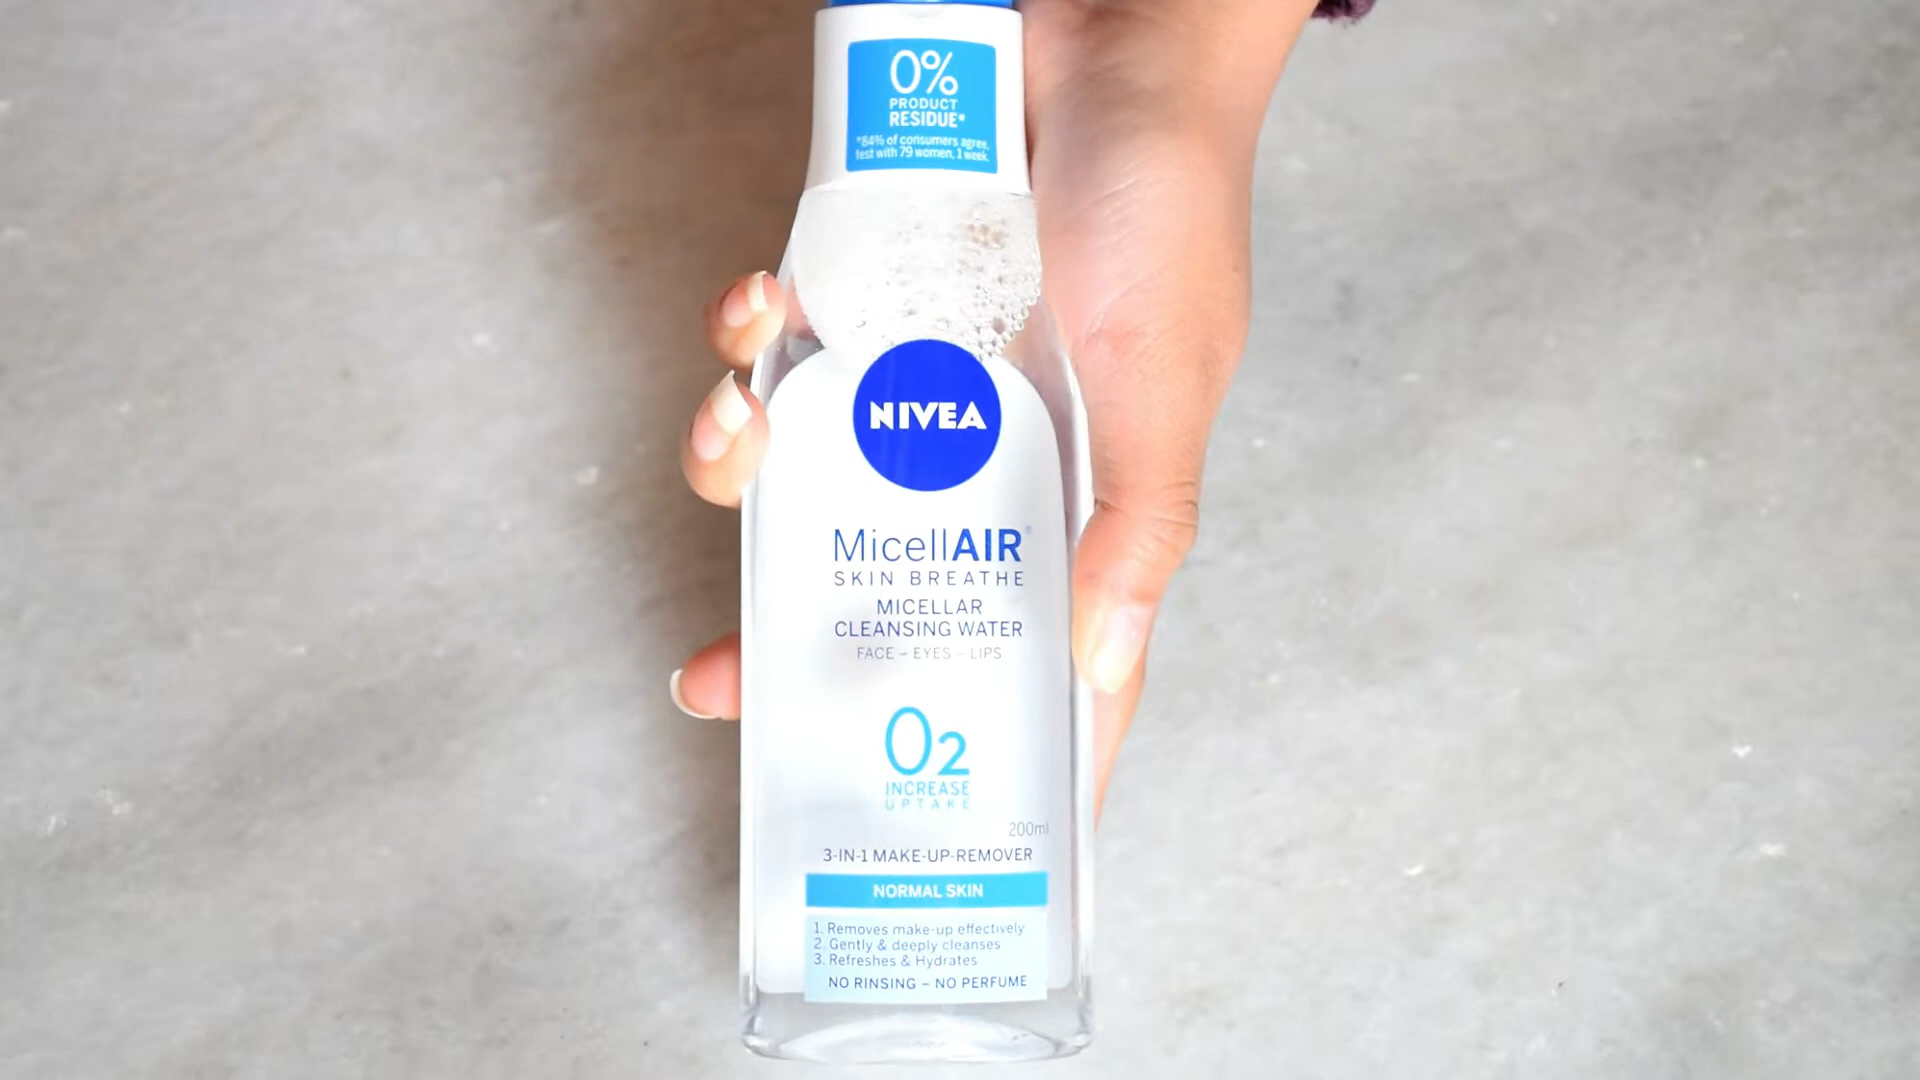 0%
PRODUCT
RESIDUE*
*84% of consumers agree,
test with 79 women, 1 week.
NIVEA
MicellAIR®
SKIN BREATHE
MICELLAR
CLEANSING WATER
FACE – EYES – LIPS
O2
INCREASE
UPTAKE
200ml
3-IN-1 MAKE-UP-REMOVER
NORMAL SKIN
1. Removes make-up effectively
2. Gently & deeply cleanses
3. Refreshes & Hydrates
NO RINSING – NO PERFUME